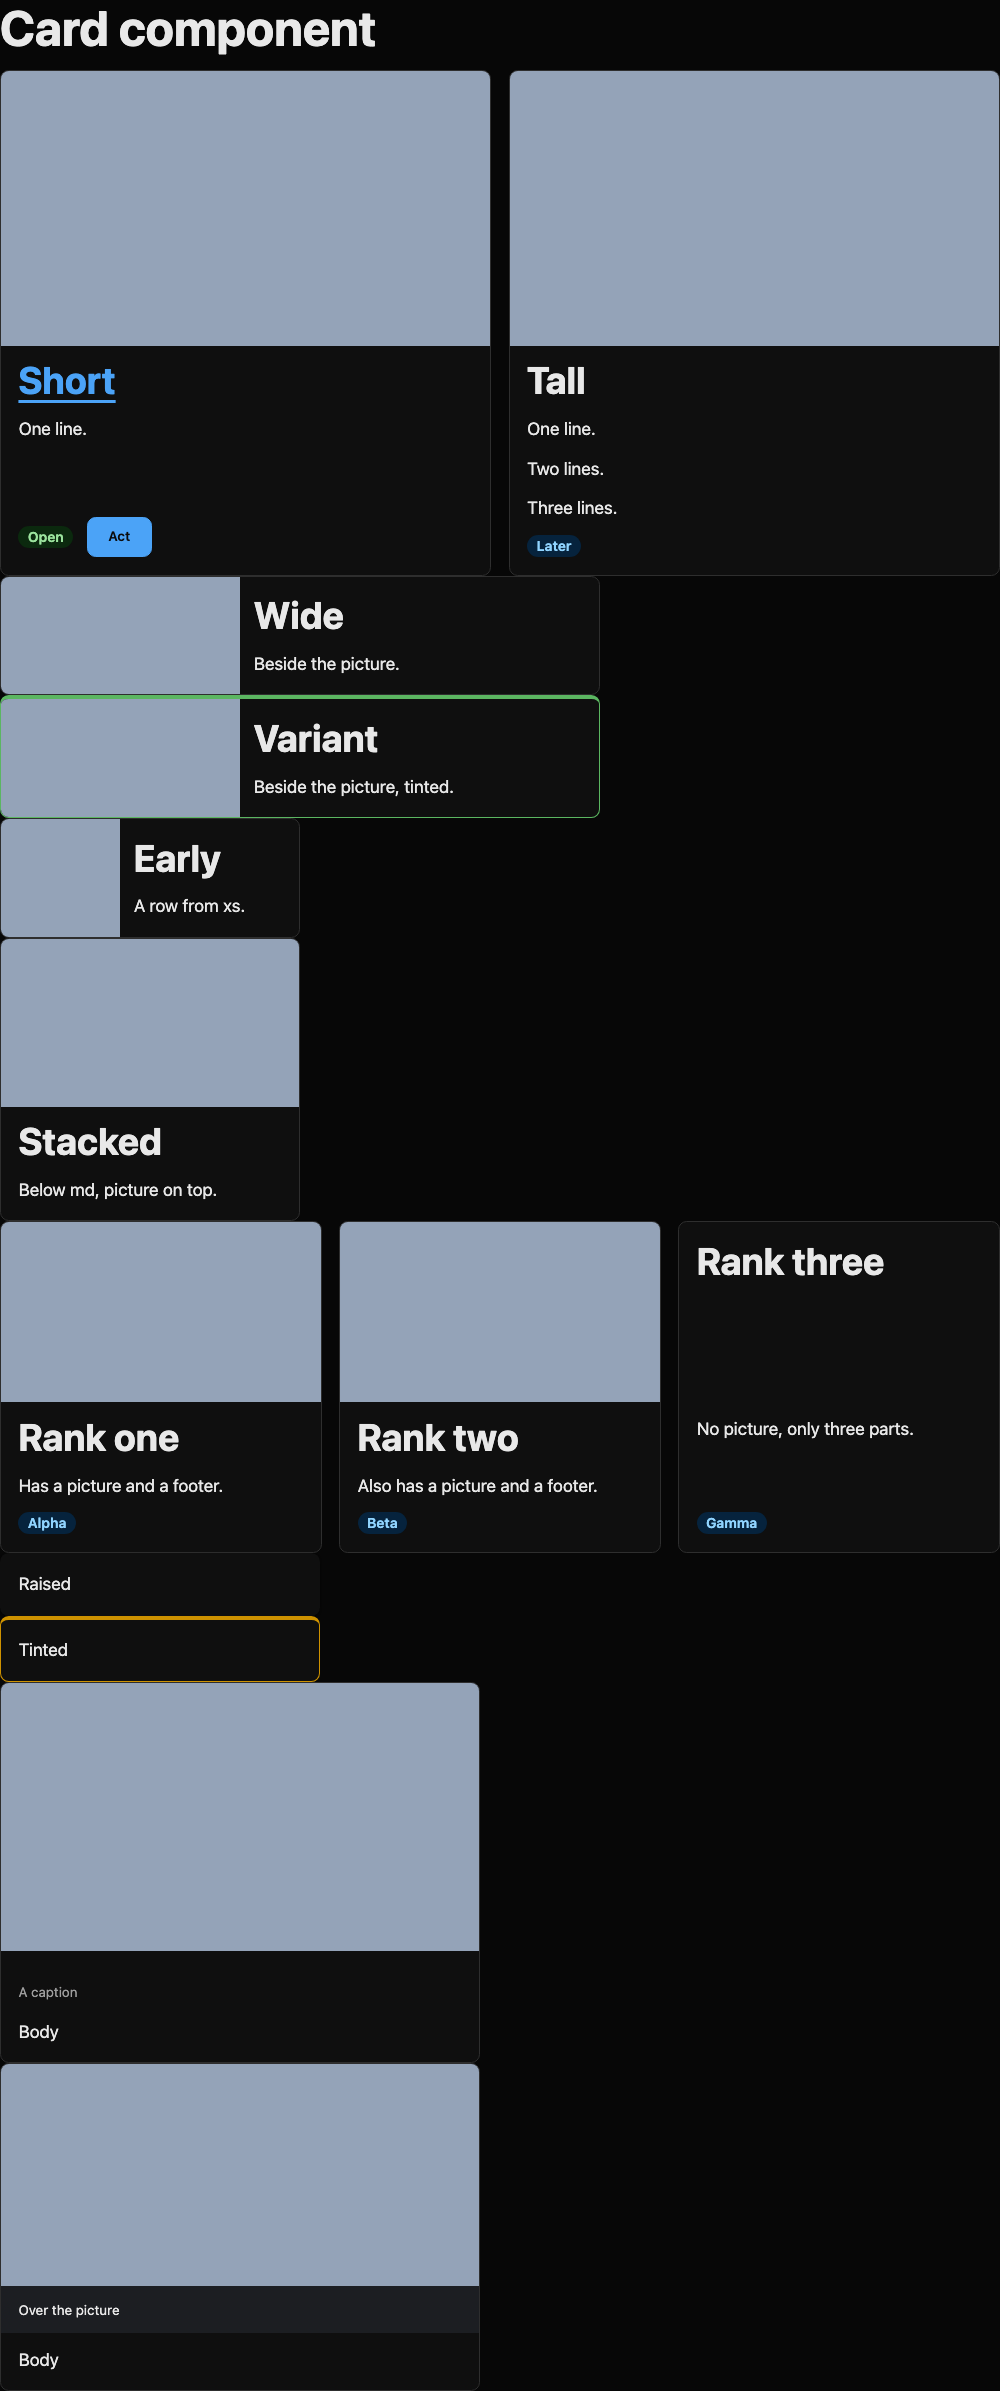 Card component
Short
One line.
Open
Act
Tall
One line.
Two lines.
Three lines.
Later
Wide
Beside the picture.
Variant
Beside the picture, tinted.
Early
A row from xs.
Stacked
Below md, picture on top.
Rank one
Has a picture and a footer.
Alpha
Rank two
Also has a picture and a footer.
Beta
Rank three
No picture, only three parts.
Gamma
Raised
Tinted
A caption
Body
Over the picture
Body